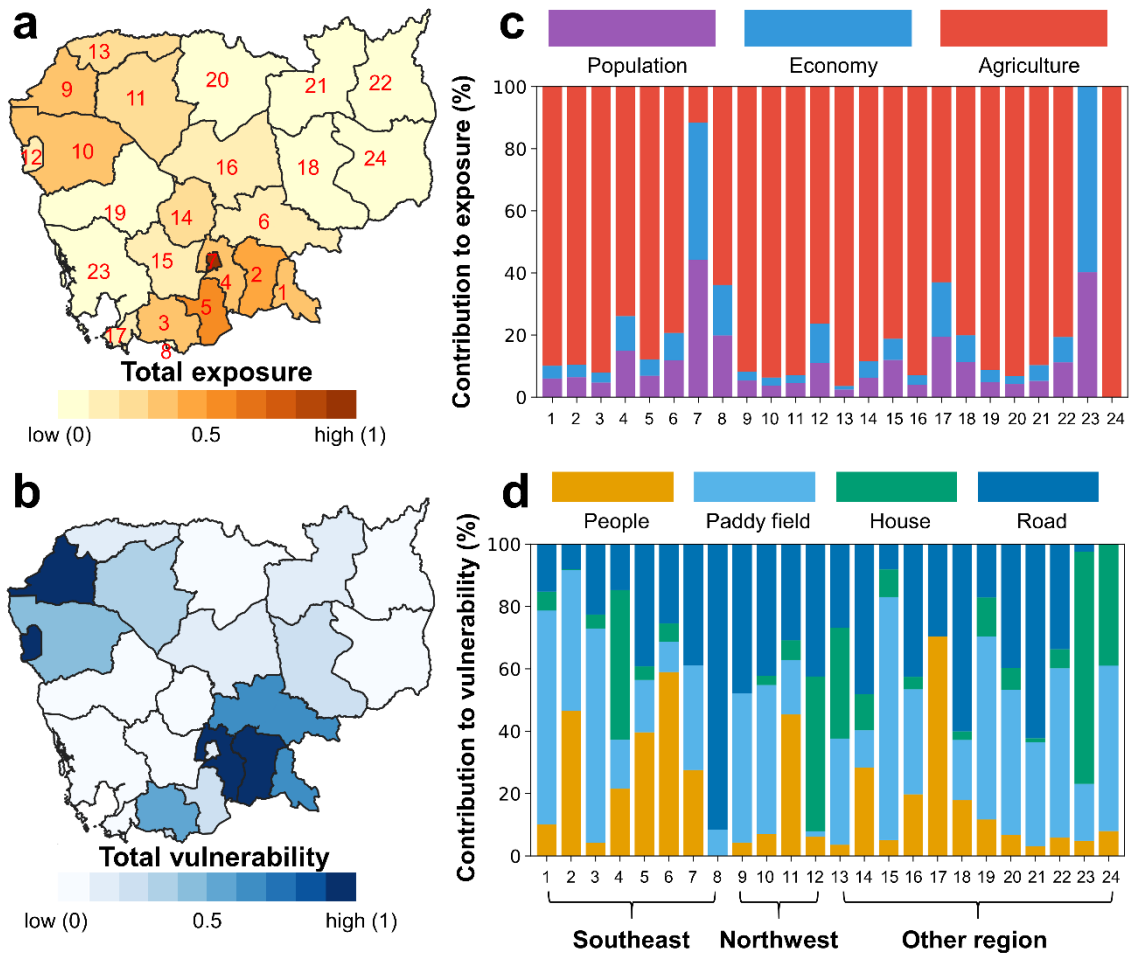 a
13
20
21
22
9
11
12
10
16
18
24
19
14
6
23
15
4
2
1
5
3
17
8
Total exposure
low (0) 0.5 high (1)
b
Total vulnerability
low (0) 0.5 high (1)
c
Population Economy Agriculture
Contribution to exposure (%)
100
80
60
40
20
0
1 2 3 4 5 6 7 8 9 10 11 12 13 14 15 16 17 18 19 20 21 22 23 24
d
People Paddy field House Road
Contribution to vulnerability (%)
100
80
60
40
20
0
1 2 3 4 5 6 7 8 9 10 11 12 13 14 15 16 17 18 19 20 21 22 23 24
Southeast Northwest Other region